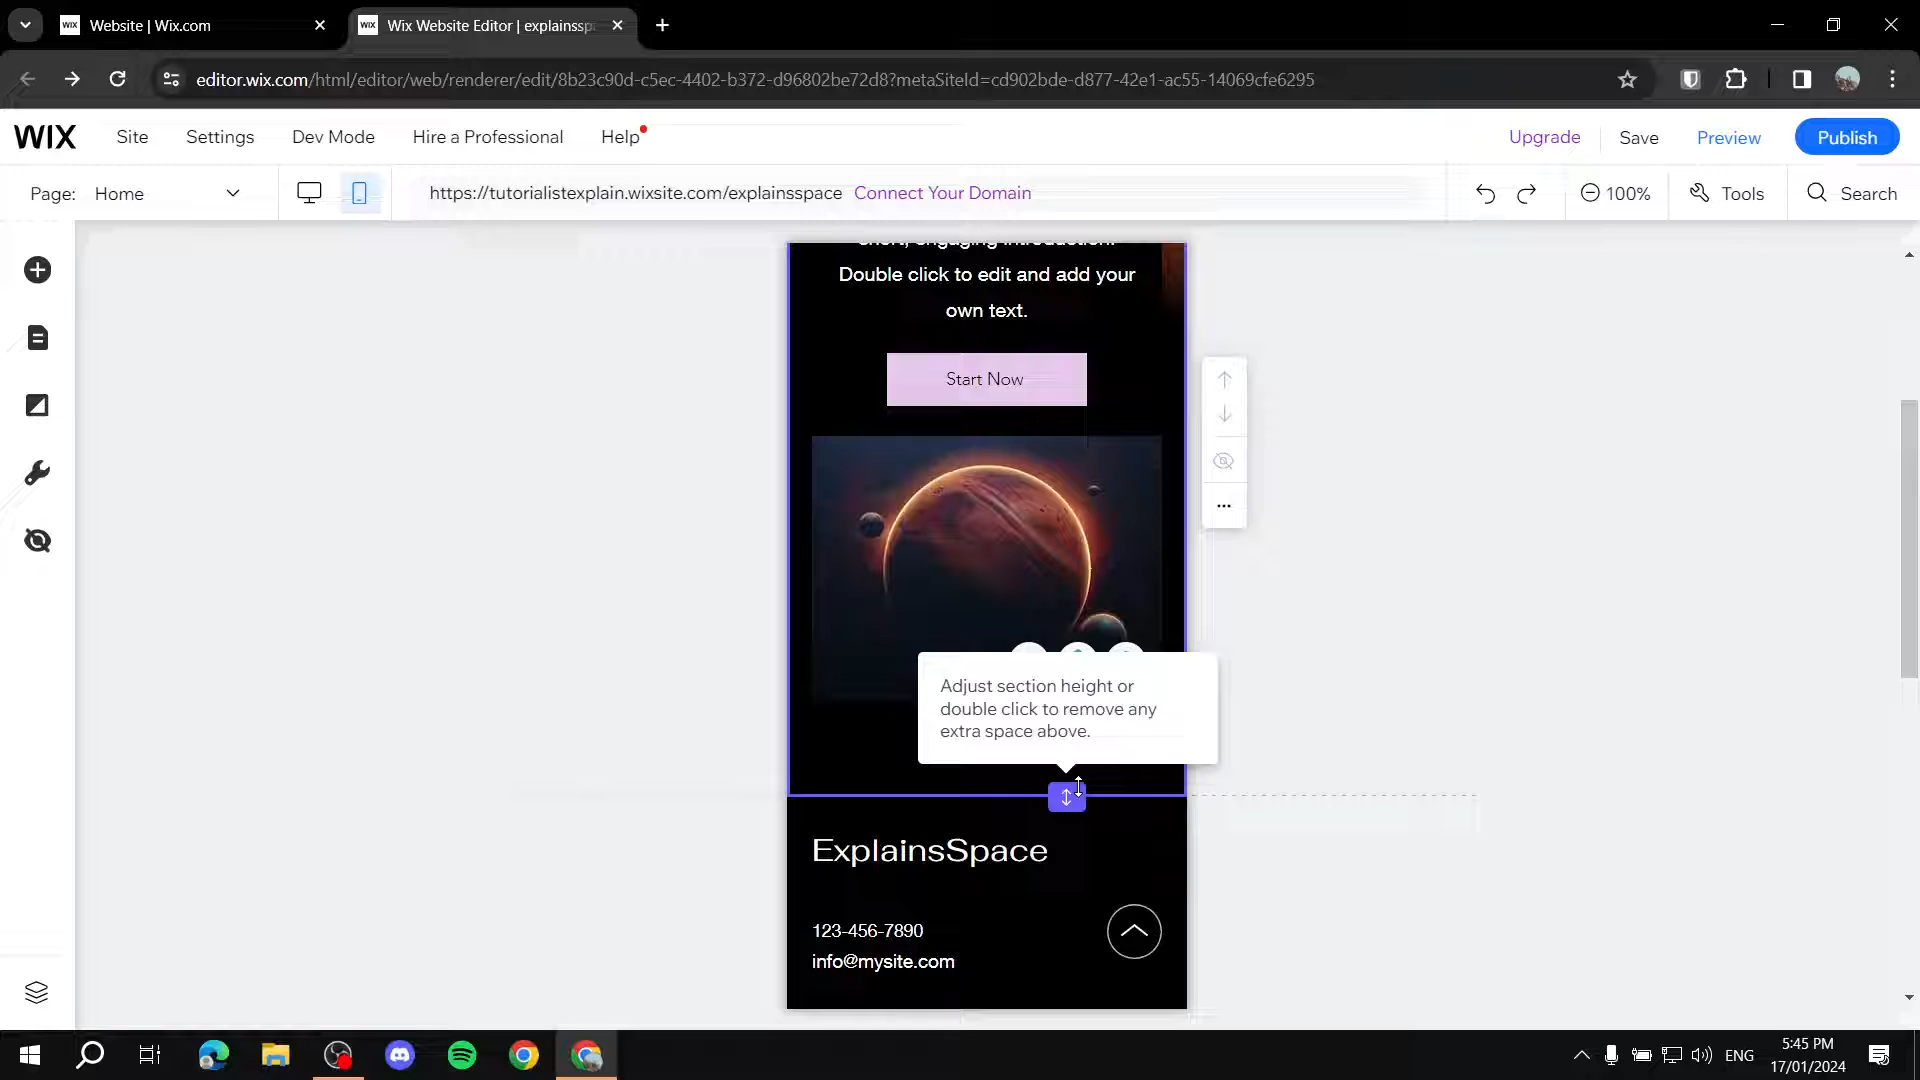 Website | Wix.com
Wix Website Editor | explainssp
editor.wix.com/html/editor/web/renderer/edit/8b23c90d-c5ec-4402-b372-d96802be72d8?metaSiteId=cd902bde-d877-42e1-ac55-14069cfe6295
WIX Site Settings Dev Mode Hire a Professional Help Upgrade Save Preview Publish
Page: Home https://tutorialistexplain.wixsite.com/explainsspace Connect Your Domain 100% Tools Search
short, engaging introduction.
Double click to edit and add your
own text.
Start Now
Adjust section height or
double click to remove any
extra space above.
ExplainsSpace
123-456-7890
info@mysite.com
ENG
5:45 PM
17/01/2024